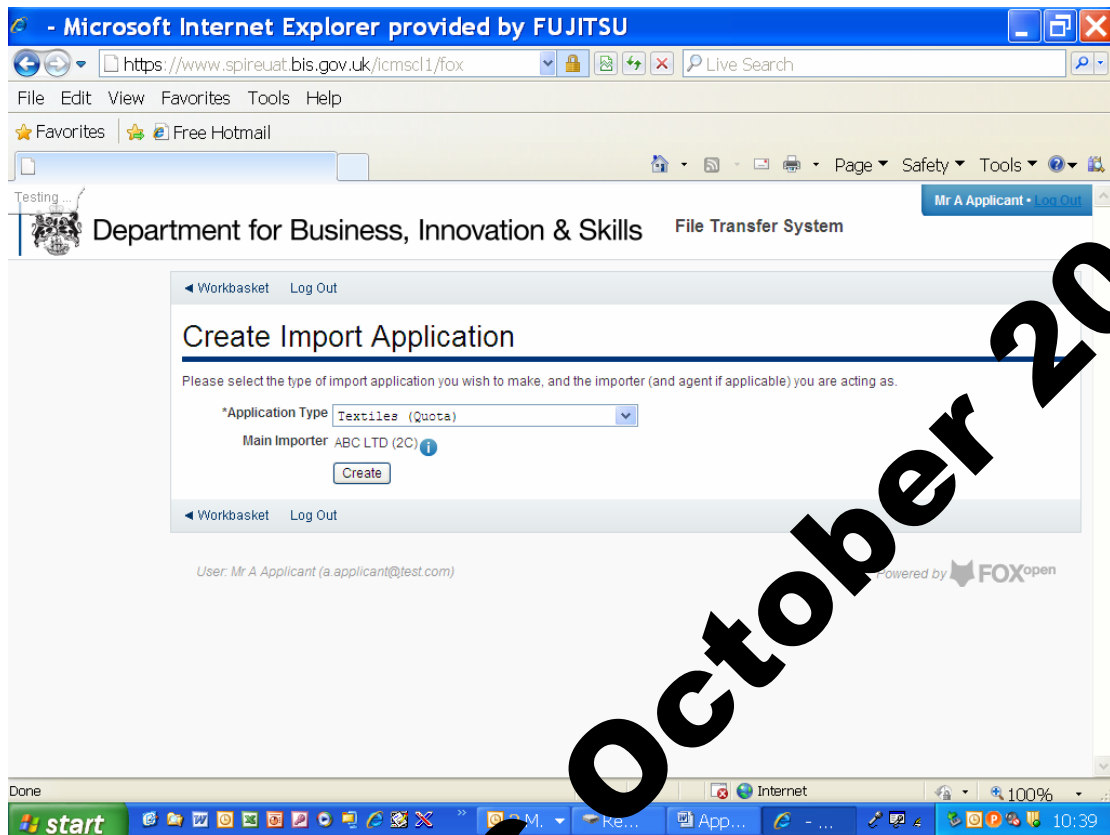 - Microsoft Internet Explorer provided by FUJITSU
https://www.spireuat.bis.gov.uk/icmscl1/fox
Live Search
File Edit View Favorites Tools Help
Favorites Free Hotmail
Page Safety Tools
Testing ...
Mr A Applicant • Log Out
Department for Business, Innovation & Skills File Transfer System
Workbasket Log Out
Create Import Application
Please select the type of import application you wish to make, and the importer (and agent if applicable) you are acting as.
*Application Type Textiles (Quota)
Main Importer ABC LTD (2C)
Create
Workbasket Log Out
User: Mr A Applicant (a.applicant@test.com)
Powered by FOXopen
October 20
Done
Internet
100%
start
M.
Re...
App...
- ...
10:39